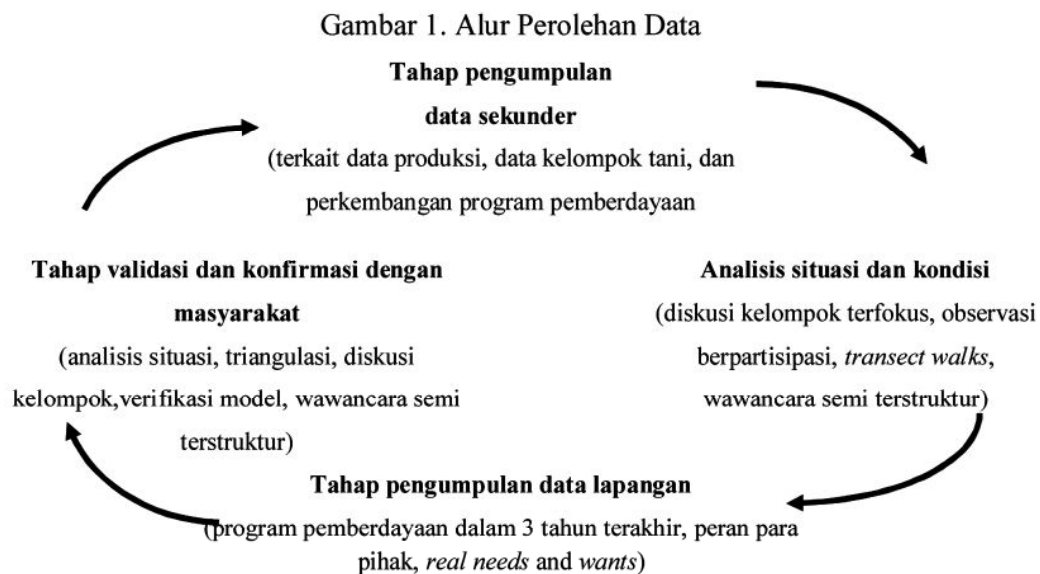 Gambar 1. Alur Perolehan Data
Tahap pengumpulan
data sekunder
(terkait data produksi, data kelompok tani, dan
perkembangan program pemberdayaan
Analisis situasi dan kondisi
(diskusi kelompok terfokus, observasi
berpartisipasi, transect walks,
wawancara semi terstruktur)
Tahap pengumpulan data lapangan
(program pemberdayaan dalam 3 tahun terakhir, peran para
pihak, real needs and wants)
Tahap validasi dan konfirmasi dengan
masyarakat
(analisis situasi, triangulasi, diskusi
kelompok,verifikasi model, wawancara semi
terstruktur)